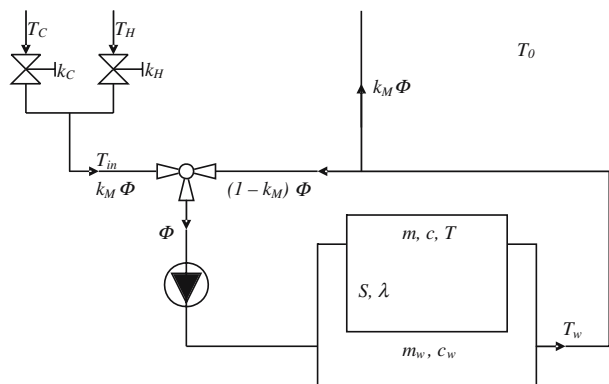 T_C T_H T_0
k_C k_H k_M Φ
T_in
k_M Φ (1 – k_M) Φ
Φ m, c, T
S, λ
T_w
m_w, c_w